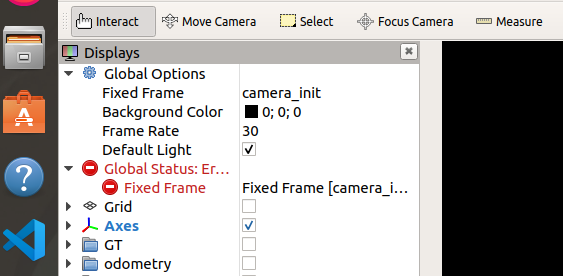 Interact Move Camera Select Focus Camera Measure
Displays
Global Options
Fixed Frame camera_init
Background Color 0; 0; 0
Frame Rate 30
Default Light
Global Status: Er...
Fixed Frame Fixed Frame [camera_i...
Grid
Axes
GT
odometry